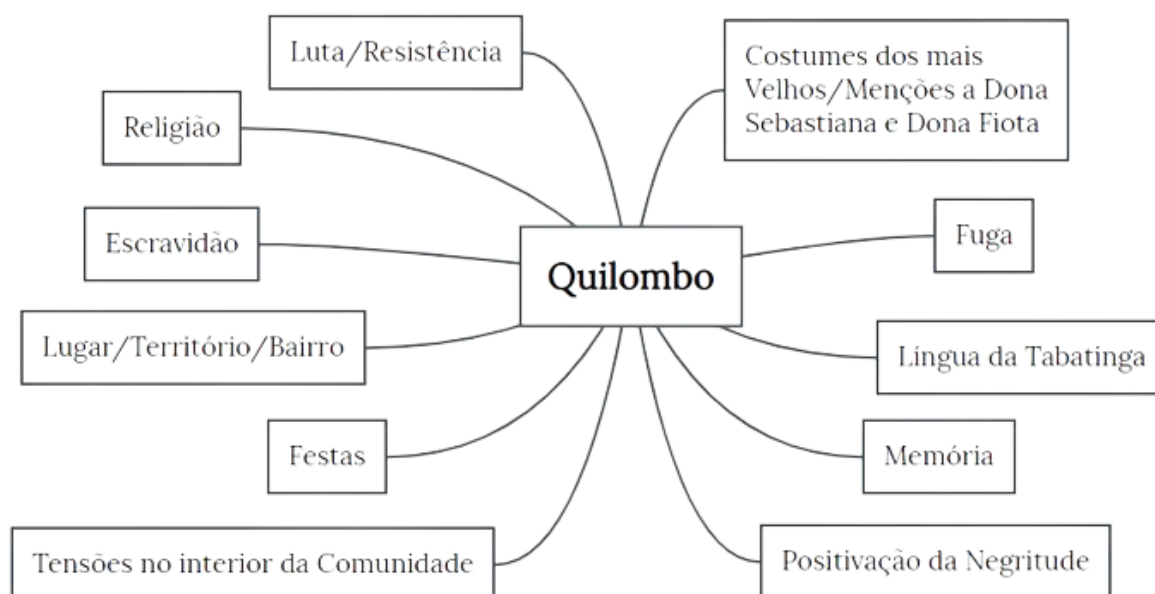 Luta/Resistência
Costumes dos mais
Velhos/Menções a Dona
Sebastiana e Dona Fiota
Religião
Fuga
Escravidão
Quilombo
Lugar/Território/Bairro
Língua da Tabatinga
Festas
Memória
Tensões no interior da Comunidade
Positivação da Negritude